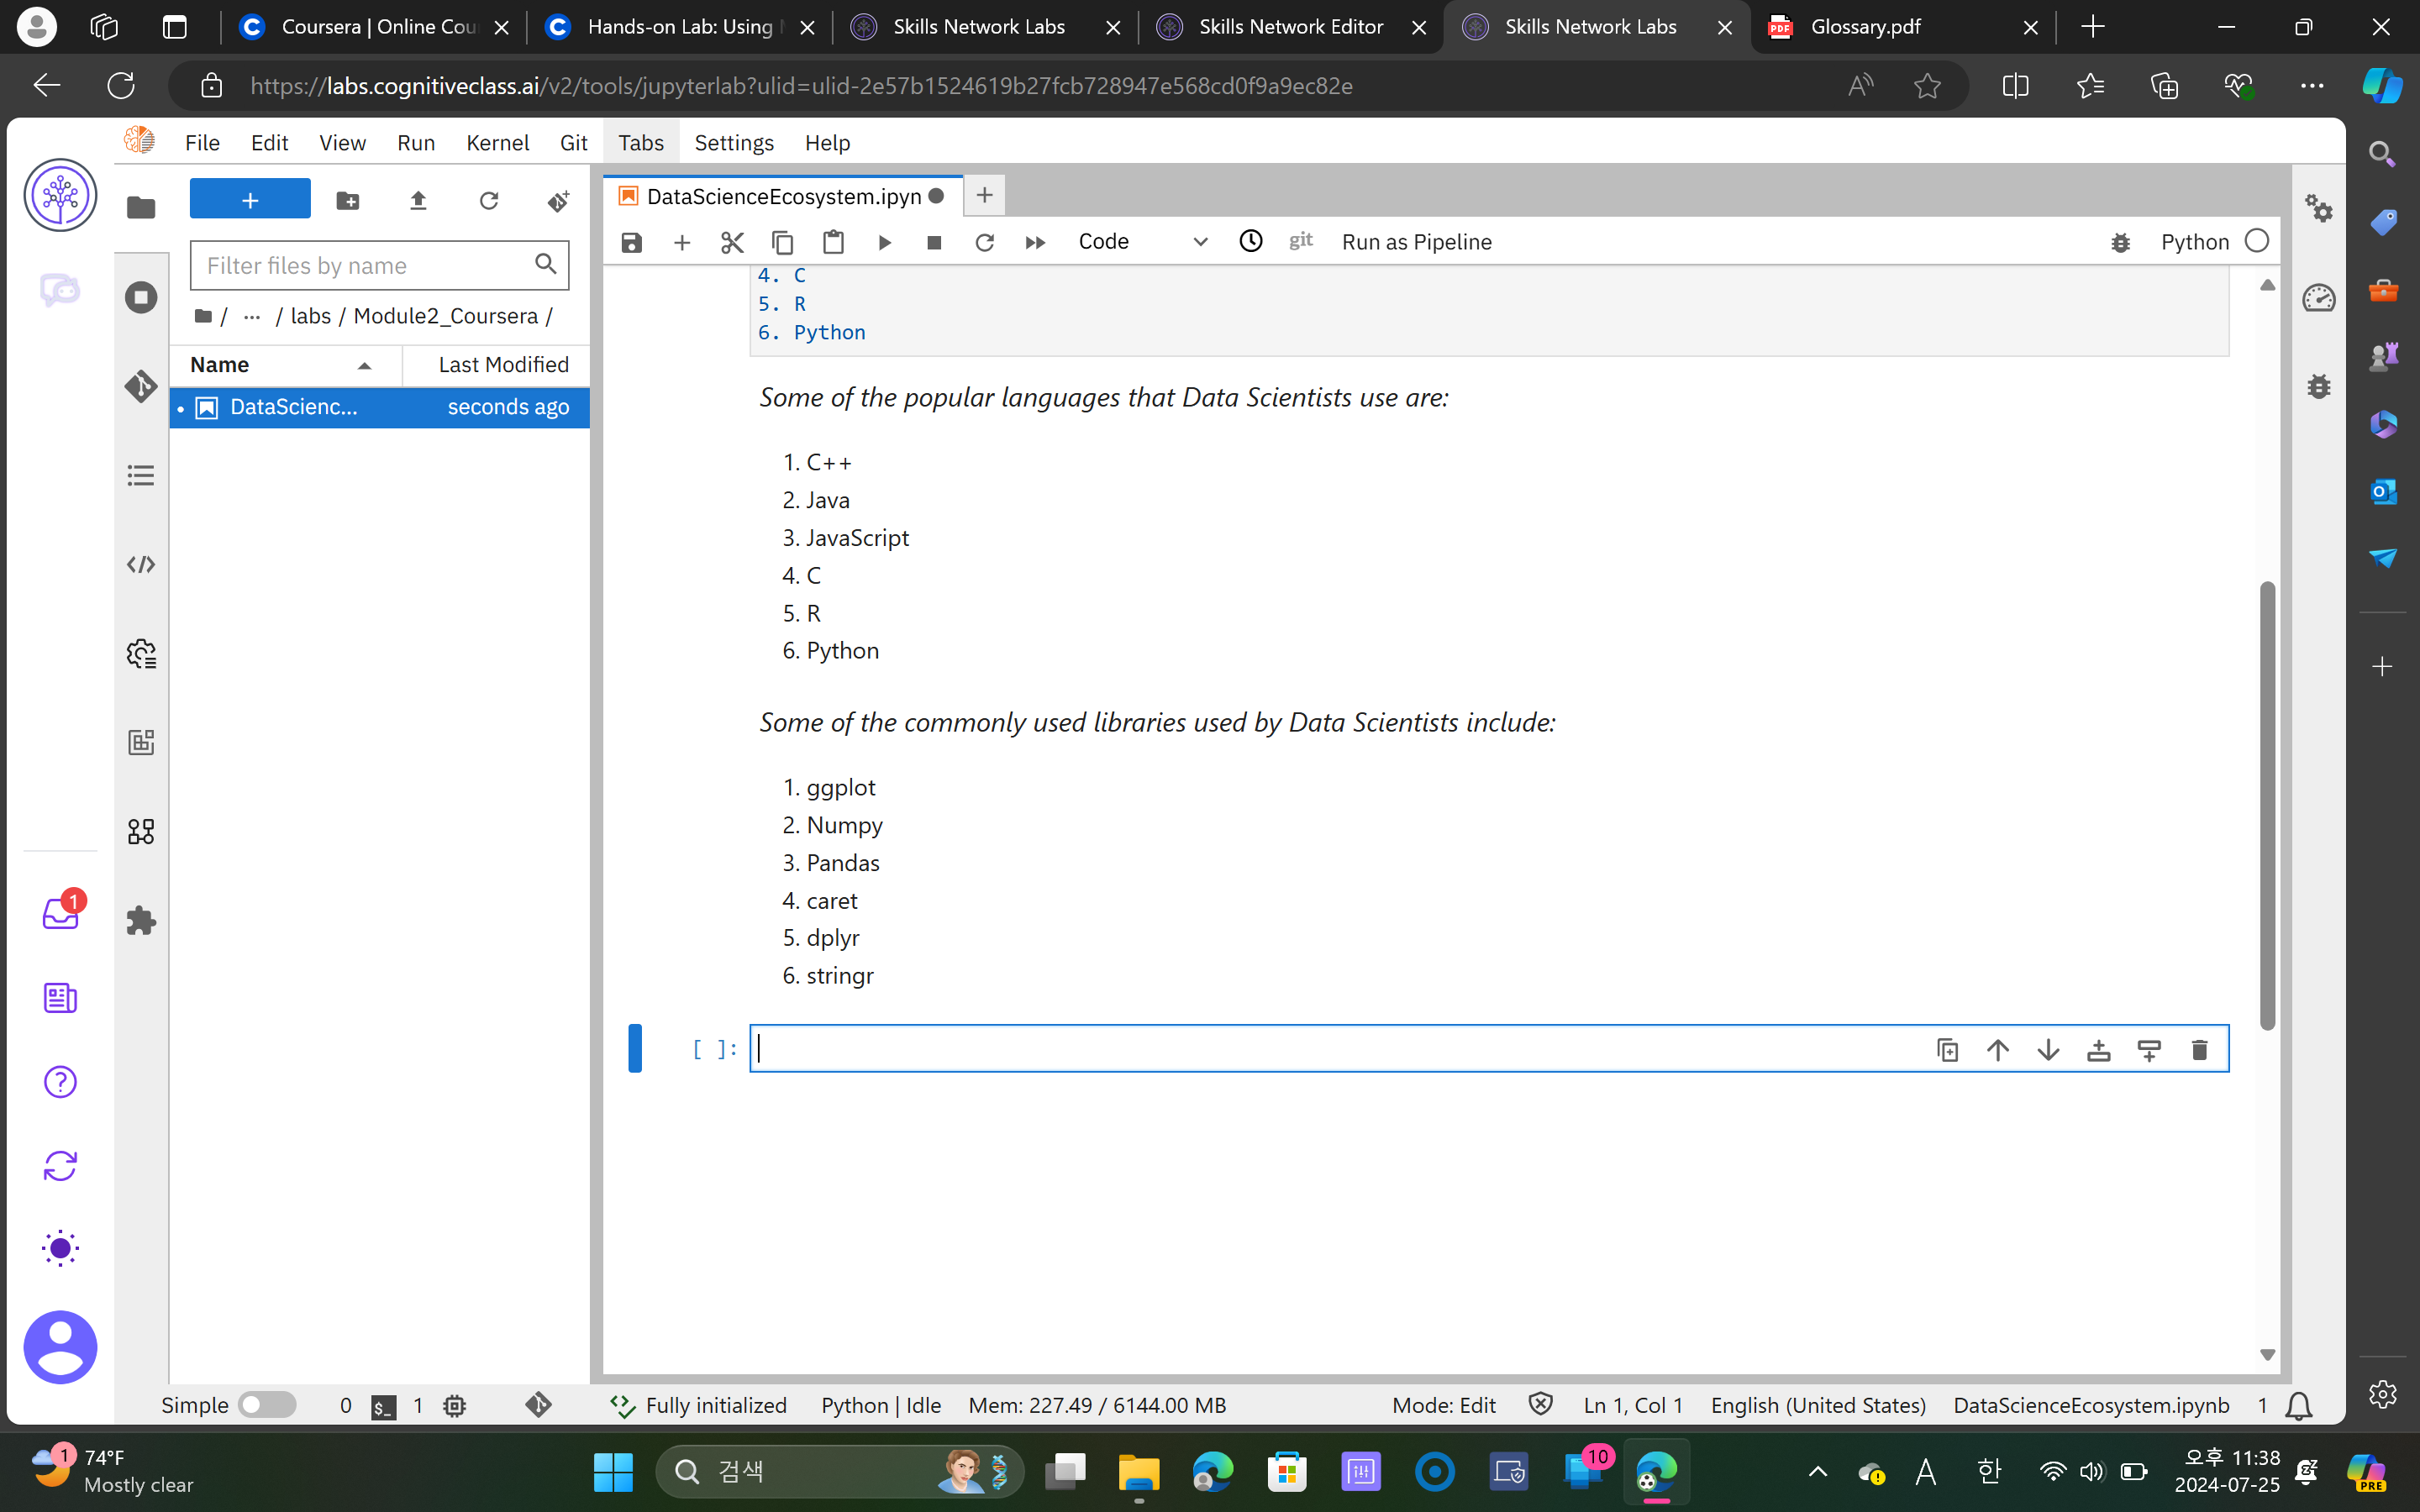 Coursera | Online Cou
Hands-on Lab: Using
Skills Network Labs
Skills Network Editor
Skills Network Labs
Glossary.pdf
https://labs.cognitiveclass.ai/v2/tools/jupyterlab?ulid=ulid-2e57b1524619b27fcb728947e568cd0f9a9ec82e
File Edit View Run Kernel Git Tabs Settings Help
+
DataScienceEcosystem.ipyn
Code
git
Run as Pipeline
Python
Filter files by name
/ ··· / labs / Module2_Coursera /
Name
Last Modified
DataScienc...
seconds ago
4. C
5. R
6. Python
Some of the popular languages that Data Scientists use are:
1. C++
2. Java
3. JavaScript
4. C
5. R
6. Python
Some of the commonly used libraries used by Data Scientists include:
1. ggplot
2. Numpy
3. Pandas
4. caret
5. dplyr
6. stringr
[ ]:
1
Simple
0
$_
1
Fully initialized
Python | Idle
Mem: 227.49 / 6144.00 MB
Mode: Edit
Ln 1, Col 1
English (United States)
DataScienceEcosystem.ipynb
1
1
74°F
Mostly clear
검색
10
A
한
오후 11:38
2024-07-25
PRE